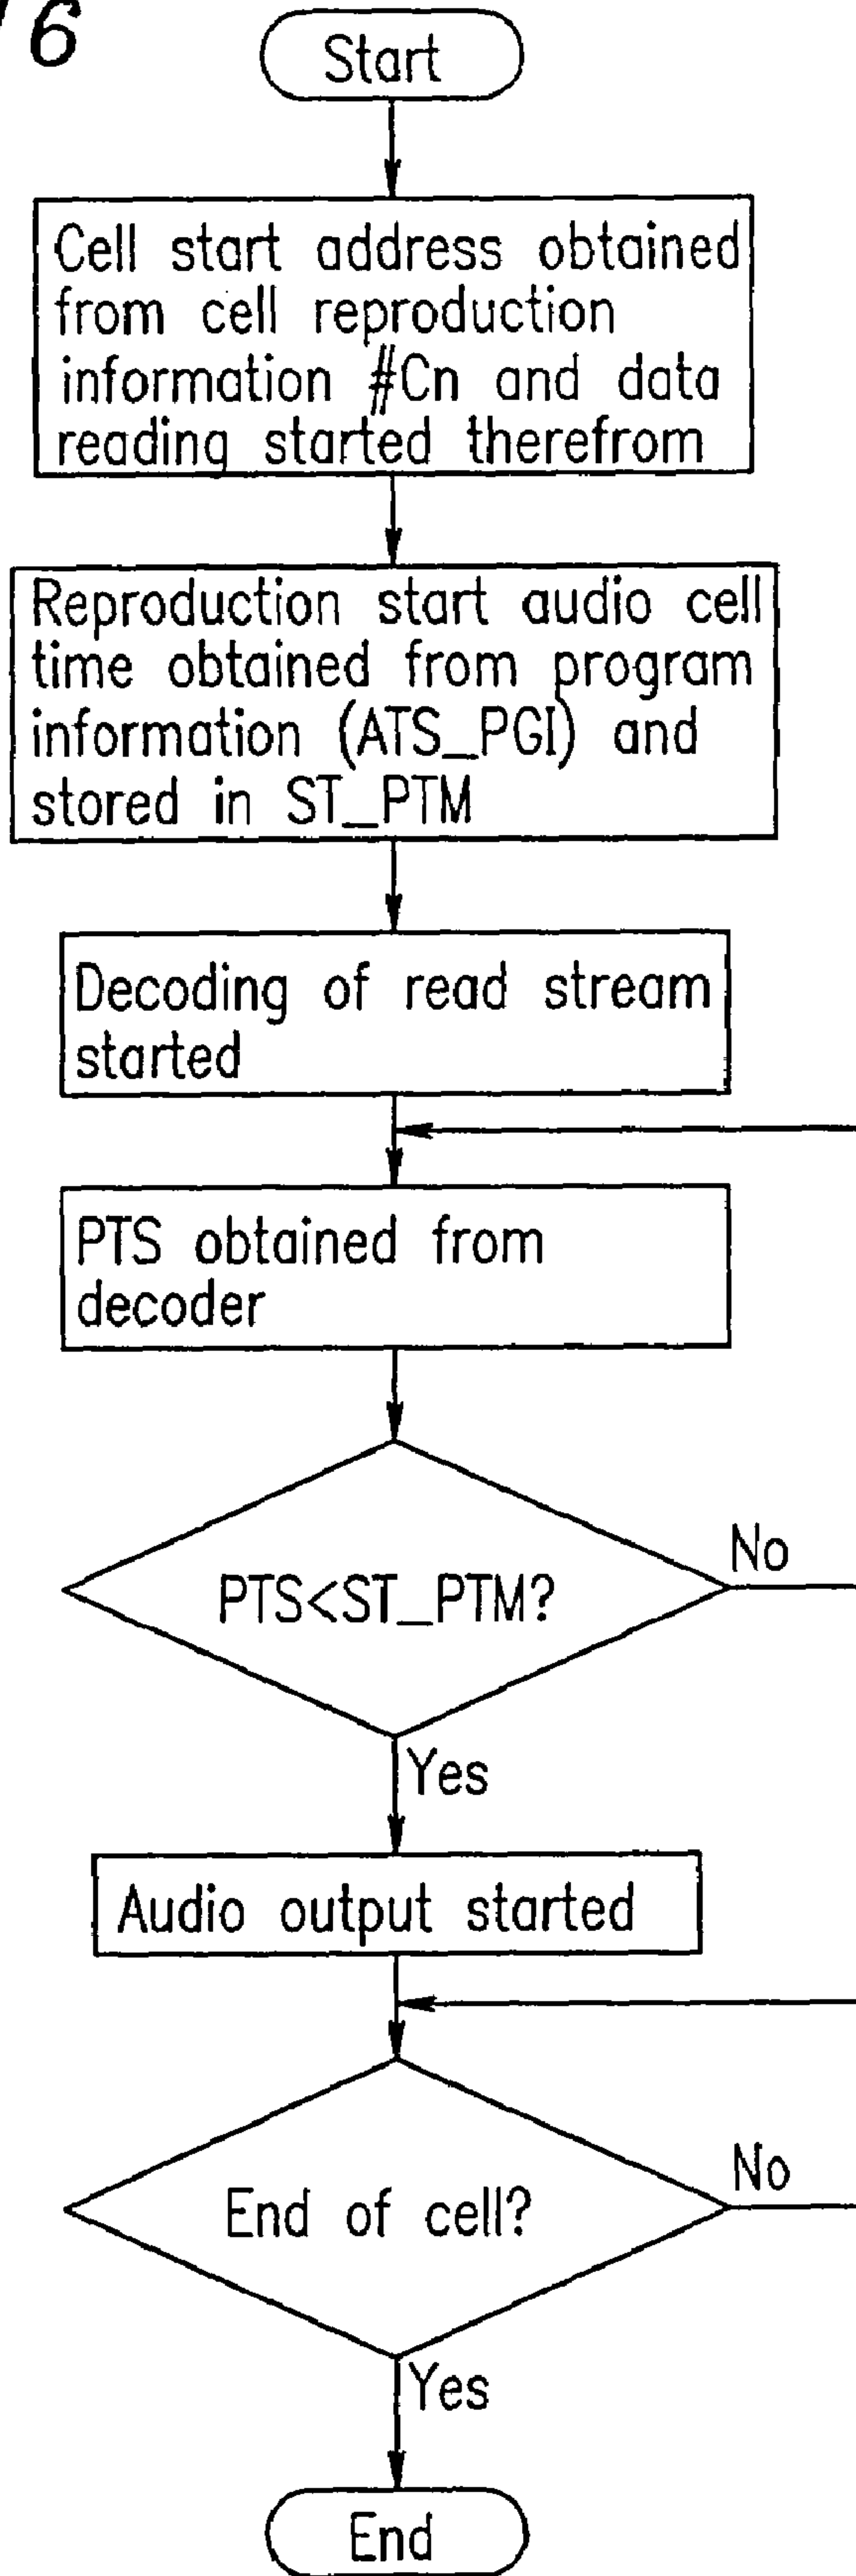 6
Start
Cell start address obtained
from cell reproduction
information #Cn and data
reading started therefrom
Reproduction start audio cell
time obtained from program
information (ATS_PGI) and
stored in ST_PTM
Decoding of read stream
started
PTS obtained from
decoder
PTS<ST_PTM?
No
Yes
Audio output started
End of cell?
No
Yes
End